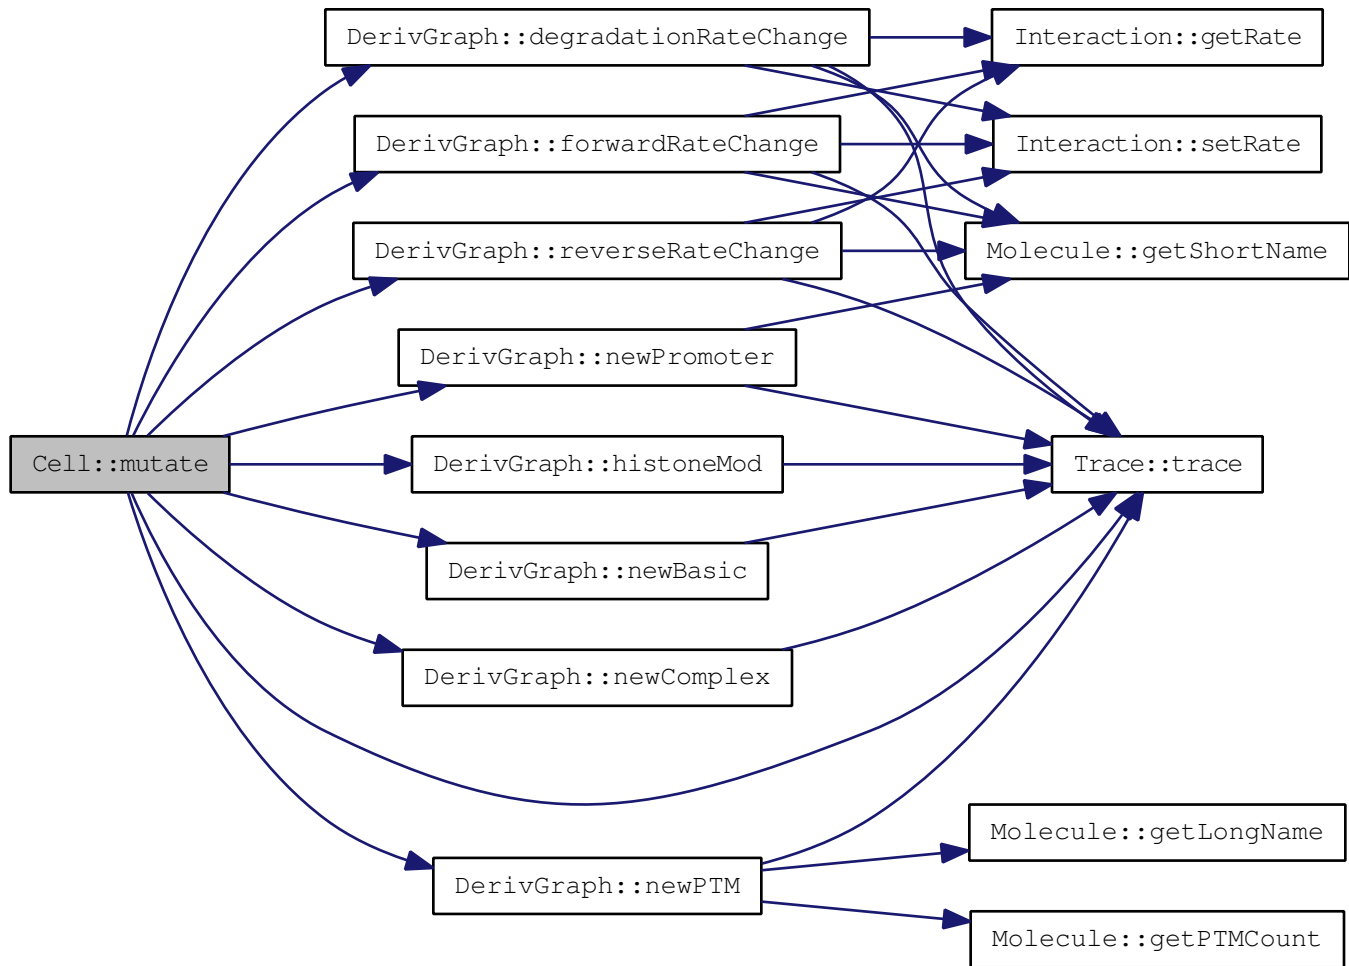 DerivGraph::degradationRateChange
Interaction::getRate
DerivGraph::forwardRateChange
Interaction::setRate
DerivGraph::reverseRateChange
Molecule::getShortName
DerivGraph::newPromoter
Cell::mutate
DerivGraph::histoneMod
Trace::trace
DerivGraph::newBasic
DerivGraph::newComplex
Molecule::getLongName
DerivGraph::newPTM
Molecule::getPTMCount